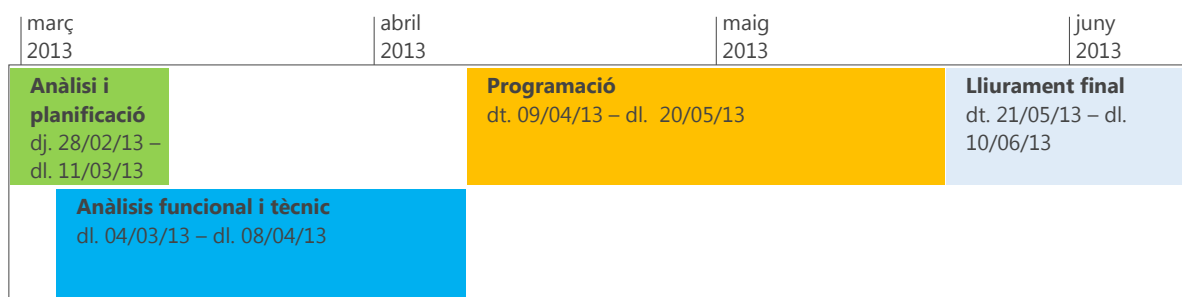 març
2013
abril
2013
maig
2013
juny
2013
Anàlisi i
planificació
dj. 28/02/13 –
dl. 11/03/13
Programació
dt. 09/04/13 – dl.  20/05/13
Lliurament final
dt. 21/05/13 – dl.
10/06/13
Anàlisis funcional i tècnic
dl. 04/03/13 – dl. 08/04/13